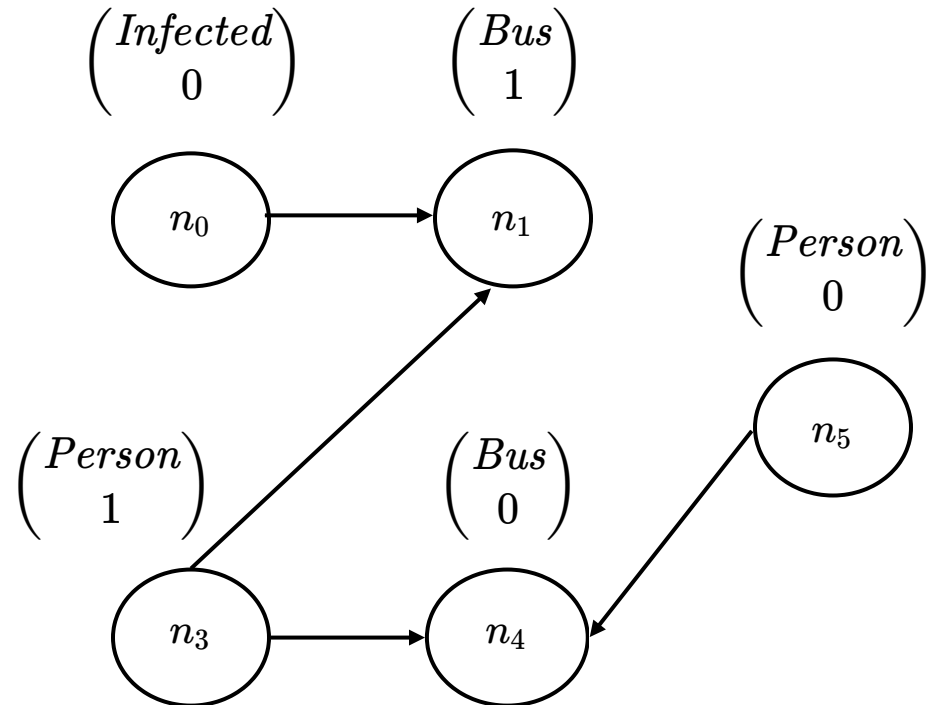 Infected
0
Bus
1
n₀
n₁
Person
0
n₅
Person
1
Bus
0
n₃
n₄